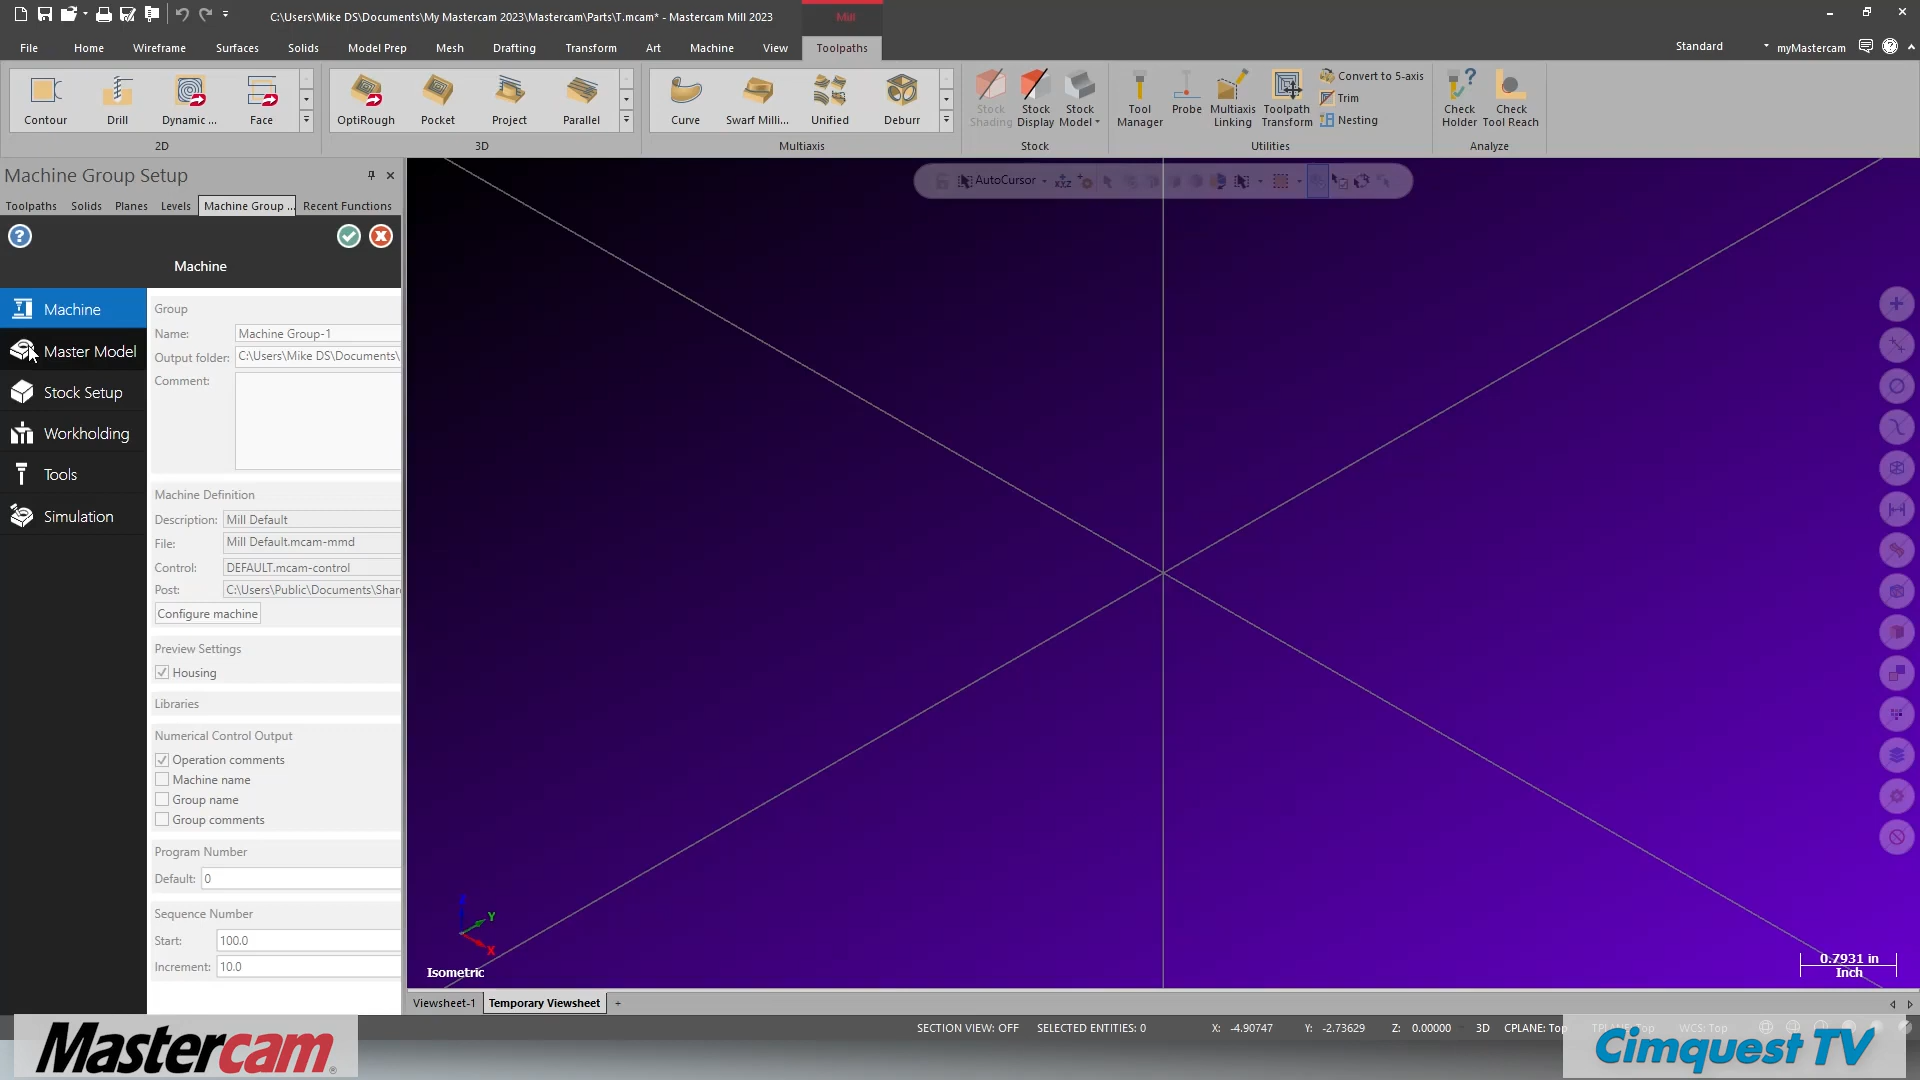 C:\Users\Mike DS\Documents\My Mastercam 2023\Mastercam\Parts\T.mcam* - Mastercam Mill 2023
Mill
File Home Wireframe Surfaces Solids Model Prep Mesh Drafting Transform Art Machine View Toolpaths
Standard myMastercam
Contour Drill Dynamic ... Face
2D
OptiRough Pocket Project Parallel
3D
Curve Swarf Milli... Unified Deburr
Multiaxis
Stock Shading Stock Display Stock Model
Stock
Tool Manager Probe Multiaxis Linking Toolpath Transform
Convert to 5-axis
Trim
Nesting
Utilities
Check Holder Check Tool Reach
Analyze
Machine Group Setup
Toolpaths Solids Planes Levels Machine Group ... Recent Functions
Machine
Machine
Master Model
Stock Setup
Workholding
Tools
Simulation
Group
Name: Machine Group-1
Output folder: C:\Users\Mike DS\Documents\
Comment:
Machine Definition
Description: Mill Default
File: Mill Default.mcam-mmd
Control: DEFAULT.mcam-control
Post: C:\Users\Public\Documents\Shar
Configure machine
Preview Settings
Housing
Libraries
Numerical Control Output
Operation comments
Machine name
Group name
Group comments
Program Number
Default: 0
Sequence Number
Start: 100.0
Increment: 10.0
AutoCursor
Y
X
Isometric
0.7931 in
Inch
Viewsheet-1 Temporary Viewsheet +
SECTION VIEW: OFF SELECTED ENTITIES: 0 X: -4.90747 Y: -2.73629 Z: 0.00000 3D CPLANE: Top TPLANE: Top WCS: Top
Mastercam®
Cimquest TV